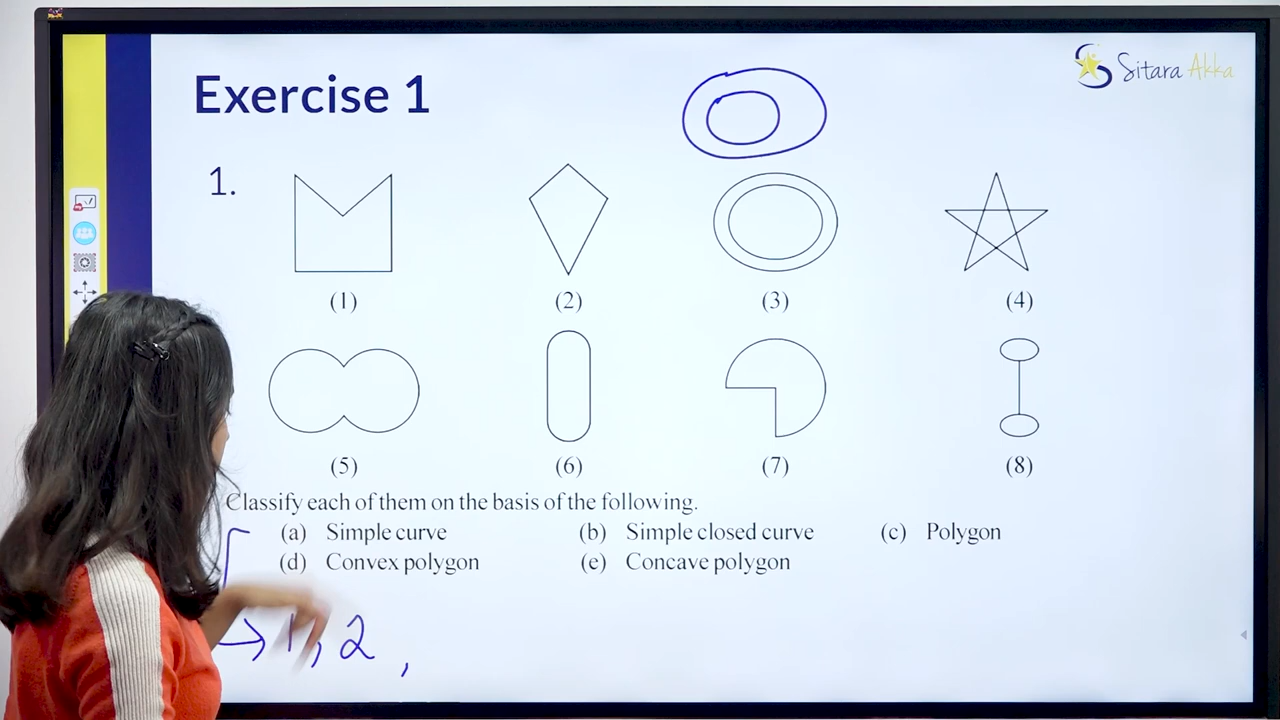 Sitara Akka
Exercise 1
1.
(1) (2) (3) (4)
(5) (6) (7) (8)
Classify each of them on the basis of the following.
(a) Simple curve (b) Simple closed curve (c) Polygon
(d) Convex polygon (e) Concave polygon
→ 1, 2 ,